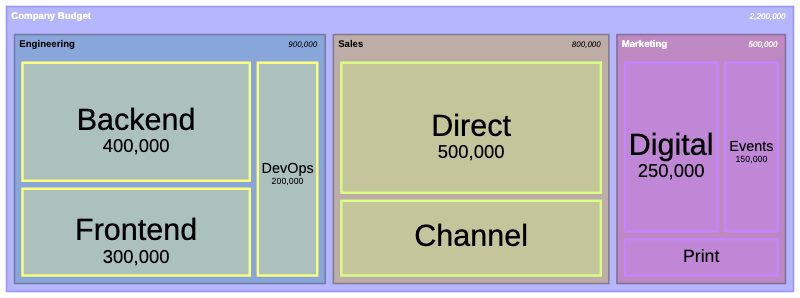 Company Budget 2,200,000
Engineering 900,000
Backend
400,000
Frontend
300,000
DevOps
200,000
Sales 800,000
Direct
500,000
Channel
Marketing 500,000
Digital
250,000
Events
150,000
Print